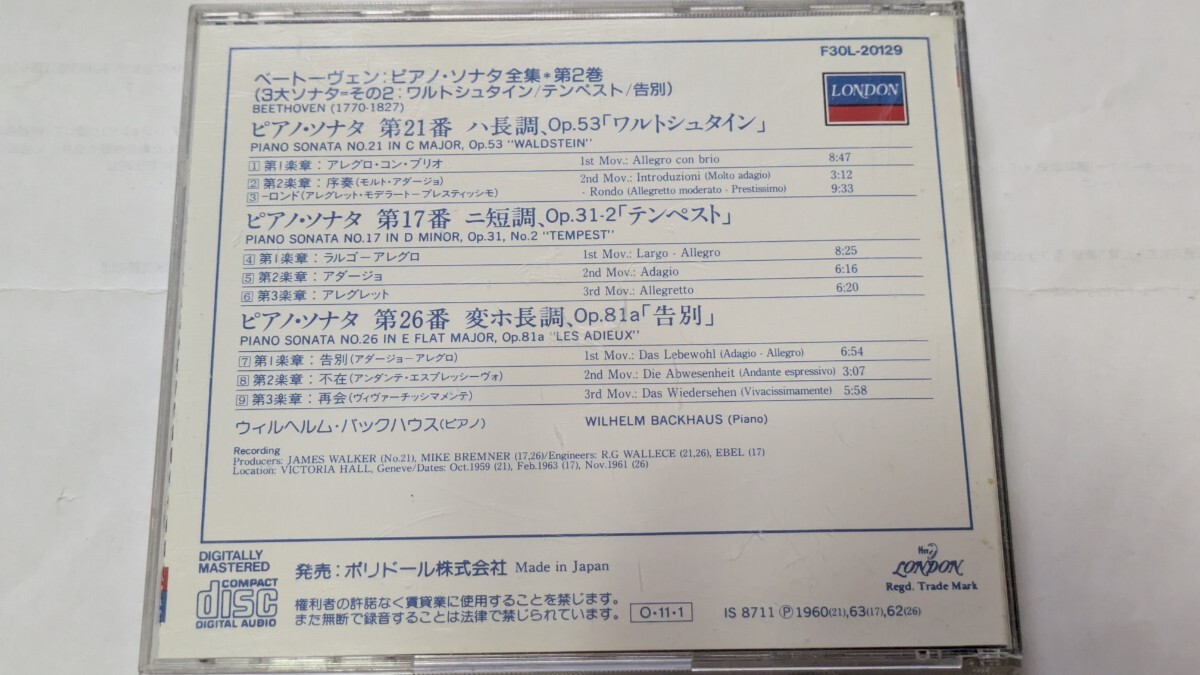 F30L-20129
LONDON
ベートーヴェン:ピアノ・ソナタ全集*第2巻
(3大ソナタ=その2:ワルトシュタイン/テンペスト/告別)
BEETHOVEN (1770-1827)
ピアノ・ソナタ 第21番 ハ長調、Op.53「ワルトシュタイン」
PIANO SONATA NO.21 IN C MAJOR, Op.53 "WALDSTEIN"
1 第1楽章:アレグロ・コン・ブリオ 1st Mov.: Allegro con brio 8:47
2 第2楽章:序奏(モルト・アダージョ) 2nd Mov.: Introduzioni (Molto adagio) 3:12
3 -ロンド(アレグレット・モデラート-プレスティッシモ) - Rondo (Allegretto moderato - Prestissimo) 9:33
ピアノ・ソナタ 第17番 ニ短調、Op.31-2「テンペスト」
PIANO SONATA NO.17 IN D MINOR, Op.31, No.2 "TEMPEST"
4 第1楽章:ラルゴ-アレグロ 1st Mov.: Largo - Allegro 8:25
5 第2楽章:アダージョ 2nd Mov.: Adagio 6:16
6 第3楽章:アレグレット 3rd Mov.: Allegretto 6:20
ピアノ・ソナタ 第26番 変ホ長調、Op.81a「告別」
PIANO SONATA NO.26 IN E FLAT MAJOR, Op.81a "LES ADIEUX"
7 第1楽章:告別(アダージョ-アレグロ) 1st Mov.: Das Lebewohl (Adagio - Allegro) 6:54
8 第2楽章:不在(アンダンテ・エスプレッシーヴォ) 2nd Mov.: Die Abwesenheit (Andante espressivo) 3:07
9 第3楽章:再会(ヴィヴァーチッシマメンテ) 3rd Mov.: Das Wiedersehen (Vivacissimamente) 5:58
ウィルヘルム・バックハウス(ピアノ) WILHELM BACKHAUS (Piano)
Recording
Producers: JAMES WALKER (No.21), MIKE BREMNER (17,26)/Engineers: R.G WALLECE (21,26), EBEL (17)
Location: VICTORIA HALL, Geneve/Dates: Oct.1959 (21), Feb.1963 (17), Nov.1961 (26)
DIGITALLY
MASTERED
COMPACT
disc
DIGITAL AUDIO
発売:ポリドール株式会社 Made in Japan
権利者の許諾なく賃貸業に使用することを禁じます。
また無断で録音することは法律で禁じられています。
O・11・1
IS 8711 Ⓟ1960(21),63(17),62(26)
LONDON
Regd. Trade Mark